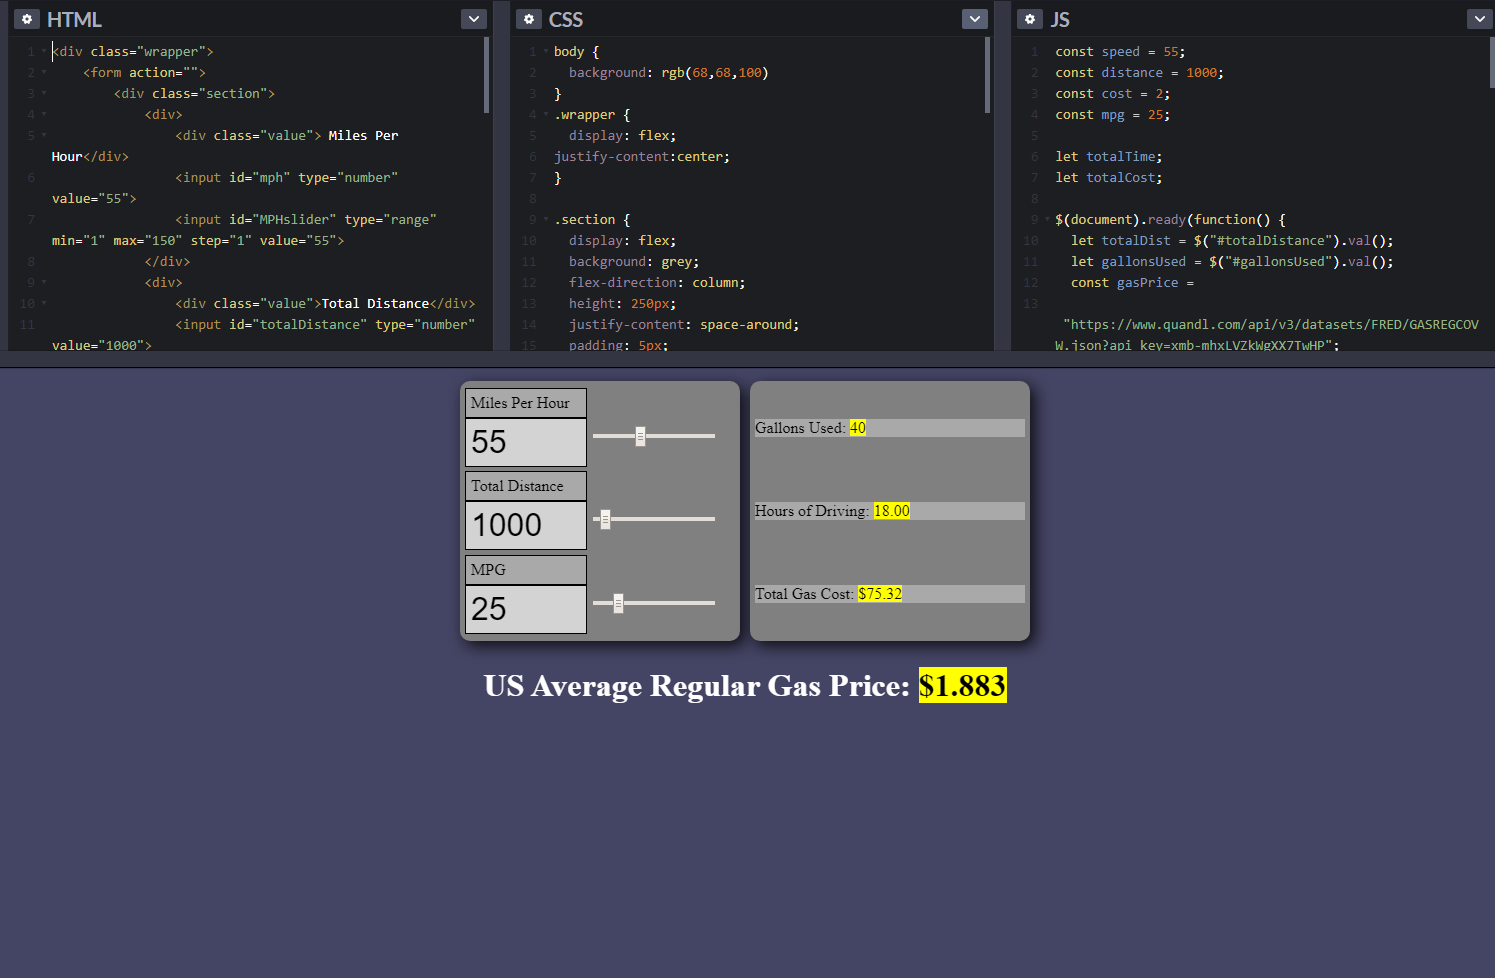 HTML
1 <div class="wrapper">
2 <form action="">
3 <div class="section">
4 <div>
5 <div class="value"> Miles Per
Hour</div>
6 <input id="mph" type="number"
value="55">
7 <input id="MPHslider" type="range"
min="1" max="150" step="1" value="55">
8 </div>
9 <div>
10 <div class="value">Total Distance</div>
11 <input id="totalDistance" type="number"
value="1000">
CSS
1 body {
2 background: rgb(68,68,100)
3 }
4 .wrapper {
5 display: flex;
6 justify-content:center;
7 }
8
9 .section {
10 display: flex;
11 background: grey;
12 flex-direction: column;
13 height: 250px;
14 justify-content: space-around;
15 padding: 5px;
JS
1 const speed = 55;
2 const distance = 1000;
3 const cost = 2;
4 const mpg = 25;
5
6 let totalTime;
7 let totalCost;
8
9 $(document).ready(function() {
10 let totalDist = $("#totalDistance").val();
11 let gallonsUsed = $("#gallonsUsed").val();
12 const gasPrice =
13
"https://www.quandl.com/api/v3/datasets/FRED/GASREGCOV
W.json?api_key=xmb-mhxLVZkWgXX7TwHP";
Miles Per Hour
55
Total Distance
1000
MPG
25
Gallons Used: 40
Hours of Driving: 18.00
Total Gas Cost: $75.32
US Average Regular Gas Price: $1.883